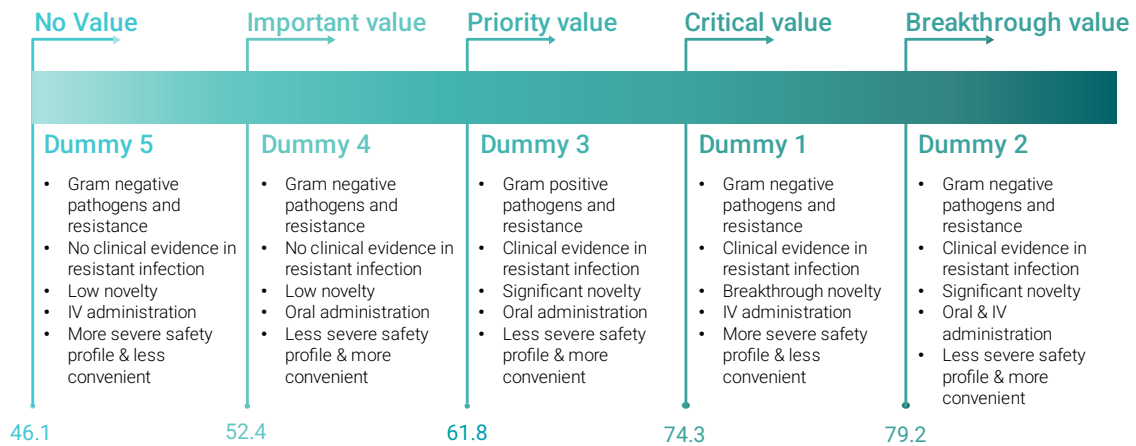 No Value
Important value
Priority value
Critical value
Breakthrough value
Dummy 5
• Gram negative
pathogens and
resistance
• No clinical evidence in
resistant infection
• Low novelty
• IV administration
• More severe safety
profile & less
convenient
46.1
Dummy 4
• Gram negative
pathogens and
resistance
• No clinical evidence in
resistant infection
• Low novelty
• Oral administration
• Less severe safety
profile & more
convenient
52.4
Dummy 3
• Gram positive
pathogens and
resistance
• Clinical evidence in
resistant infection
• Significant novelty
• Oral administration
• Less severe safety
profile & more
convenient
61.8
Dummy 1
• Gram negative
pathogens and
resistance
• Clinical evidence in
resistant infection
• Breakthrough novelty
• IV administration
• More severe safety
profile & less
convenient
74.3
Dummy 2
• Gram negative
pathogens and
resistance
• Clinical evidence in
resistant infection
• Significant novelty
• Oral & IV
administration
• Less severe safety
profile & more
convenient
79.2